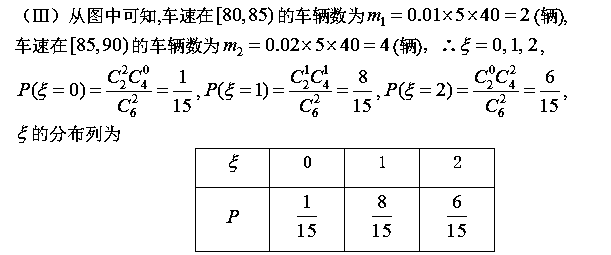 （III）从图中可知,车速在[80,85)的车辆数为m₁ = 0.01×5×40 = 2 (辆),
车速在[85,90)的车辆数为m₂ = 0.02×5×40 = 4 (辆)，∴ξ = 0,1,2,
P(ξ = 0) = C₂²C₄⁰/C₆² = 1/15, P(ξ = 1) = C₂¹C₄¹/C₆² = 8/15, P(ξ = 2) = C₂⁰C₄²/C₆² = 6/15,
ξ的分布列为
ξ 0 1 2
P 1/15 8/15 6/15